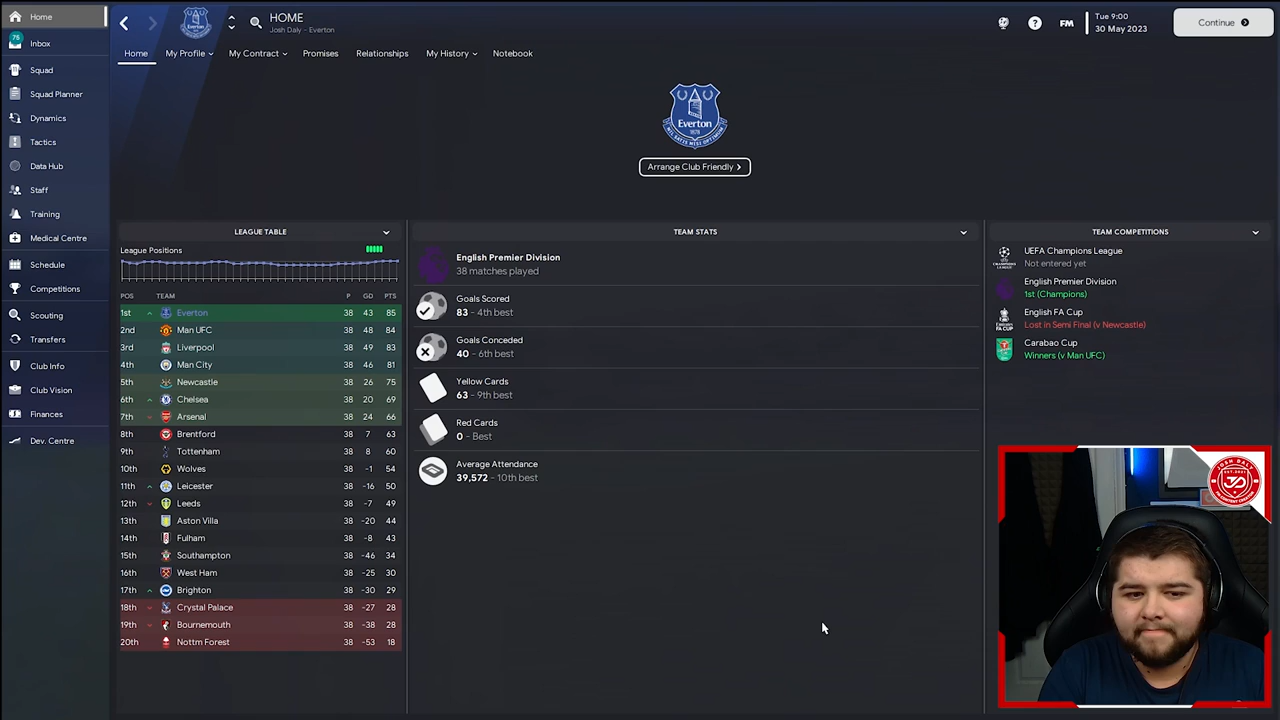 Home
75
Inbox
Squad
Squad Planner
Dynamics
Tactics
Data Hub
Staff
Training
Medical Centre
Schedule
Competitions
Scouting
Transfers
Club Info
Club Vision
Finances
Dev. Centre
HOME
Josh Daly - Everton
FM
Tue 9:00
30 May 2023
Continue
Home My Profile My Contract Promises Relationships My History Notebook
Everton
1878
Arrange Club Friendly >
LEAGUE TABLE
League Positions
POS TEAM P GD PTS
1st Everton 38 43 85
2nd Man UFC 38 48 84
3rd Liverpool 38 49 83
4th Man City 38 46 81
5th Newcastle 38 26 75
6th Chelsea 38 20 69
7th Arsenal 38 24 66
8th Brentford 38 7 63
9th Tottenham 38 8 60
10th Wolves 38 -1 54
11th Leicester 38 -16 50
12th Leeds 38 -7 49
13th Aston Villa 38 -20 44
14th Fulham 38 -8 43
15th Southampton 38 -46 34
16th West Ham 38 -25 30
17th Brighton 38 -30 29
18th Crystal Palace 38 -27 28
19th Bournemouth 38 -38 28
20th Nottm Forest 38 -53 18
TEAM STATS
English Premier Division
38 matches played
Goals Scored
83 - 4th best
Goals Conceded
40 - 6th best
Yellow Cards
63 - 9th best
Red Cards
0 - Best
Average Attendance
39,572 - 10th best
TEAM COMPETITIONS
UEFA Champions League
Not entered yet
English Premier Division
1st (Champions)
English FA Cup
Lost in Semi Final (v Newcastle)
Carabao Cup
Winners (v Man UFC)
JOSH DALY
JD